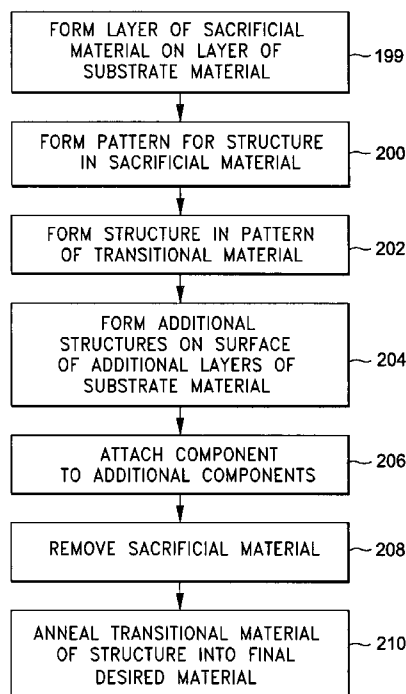 FORM LAYER OF SACRIFICIAL
MATERIAL ON LAYER OF
SUBSTRATE MATERIAL
199
FORM PATTERN FOR STRUCTURE
IN SACRIFICIAL MATERIAL
200
FORM STRUCTURE IN PATTERN
OF TRANSITIONAL MATERIAL
202
FORM ADDITIONAL
STRUCTURES ON SURFACE
OF ADDITIONAL LAYERS OF
SUBSTRATE MATERIAL
204
ATTACH COMPONENT
TO ADDITIONAL COMPONENTS
206
REMOVE SACRIFICIAL MATERIAL
208
ANNEAL TRANSITIONAL MATERIAL
OF STRUCTURE INTO FINAL
DESIRED MATERIAL
210